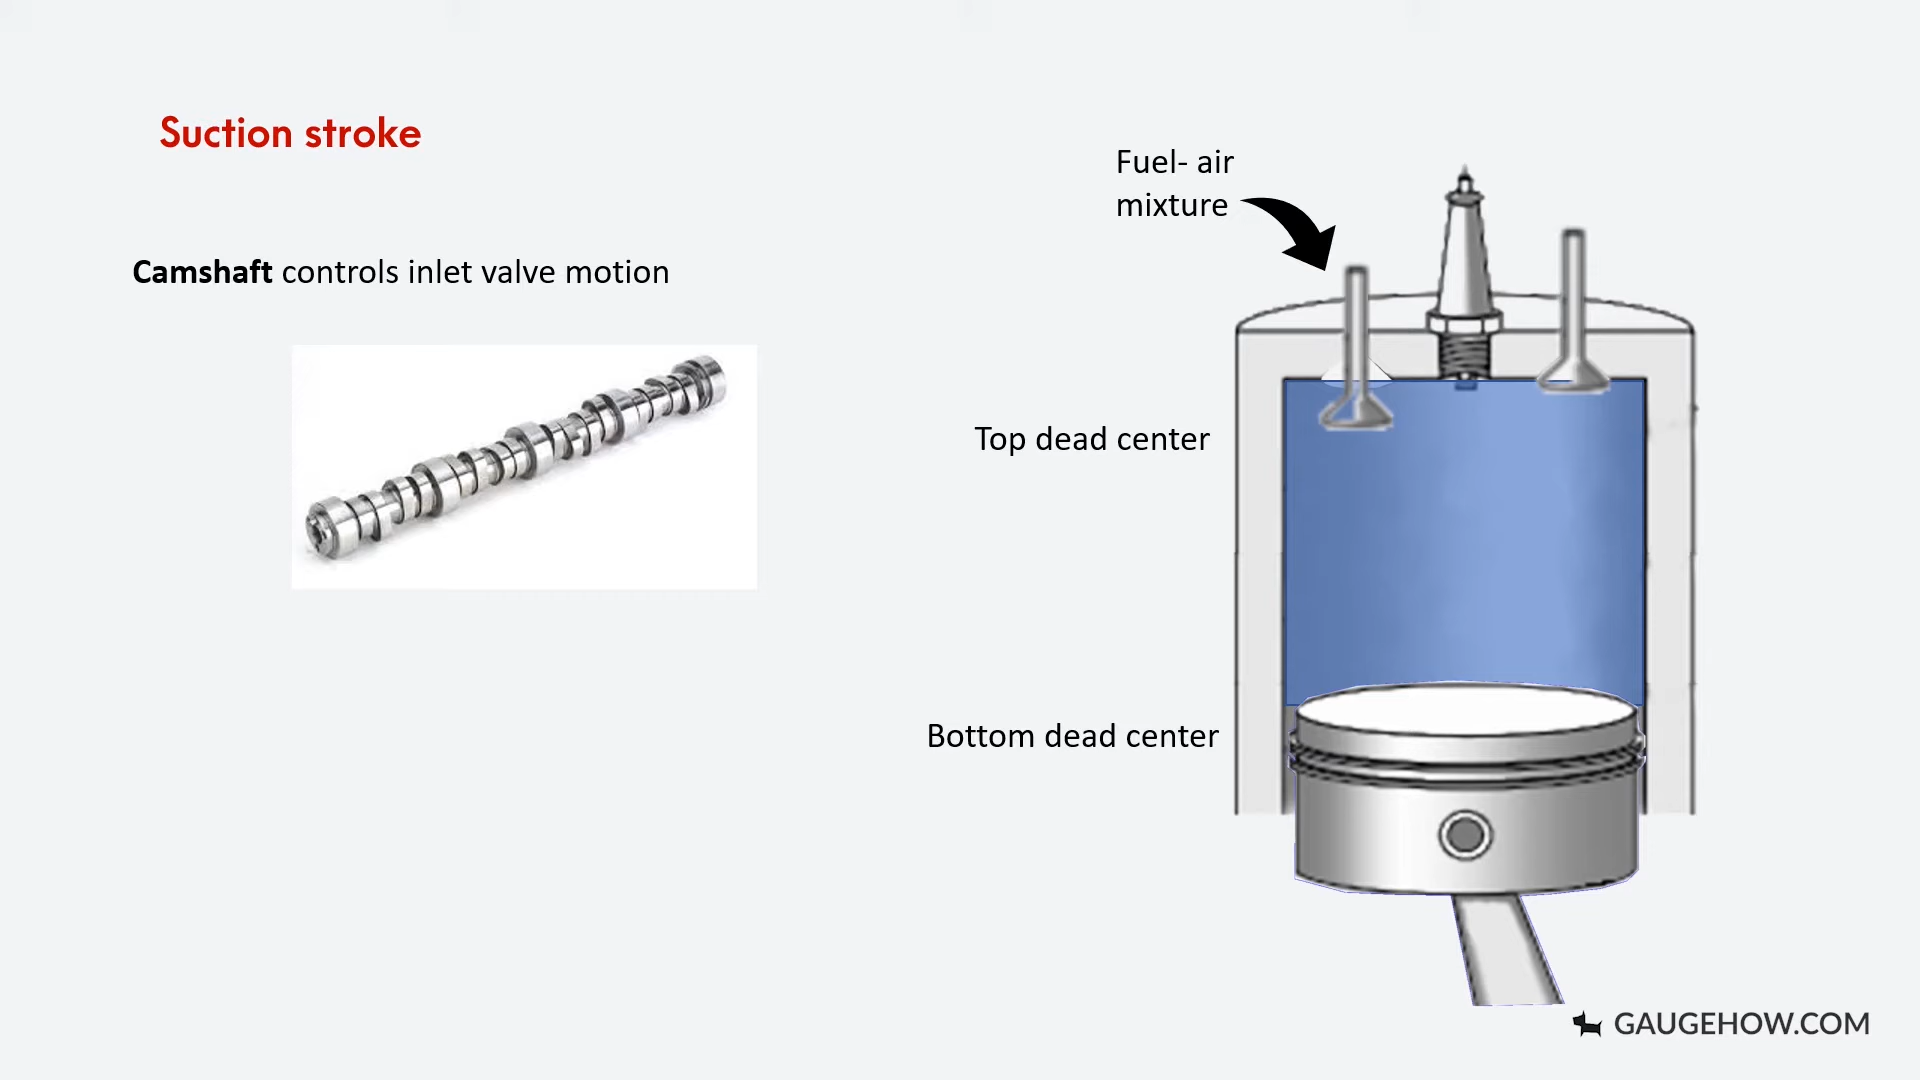 Suction stroke
Fuel- air
mixture
Camshaft controls inlet valve motion
Top dead center
Bottom dead center
GAUGEHOW.COM